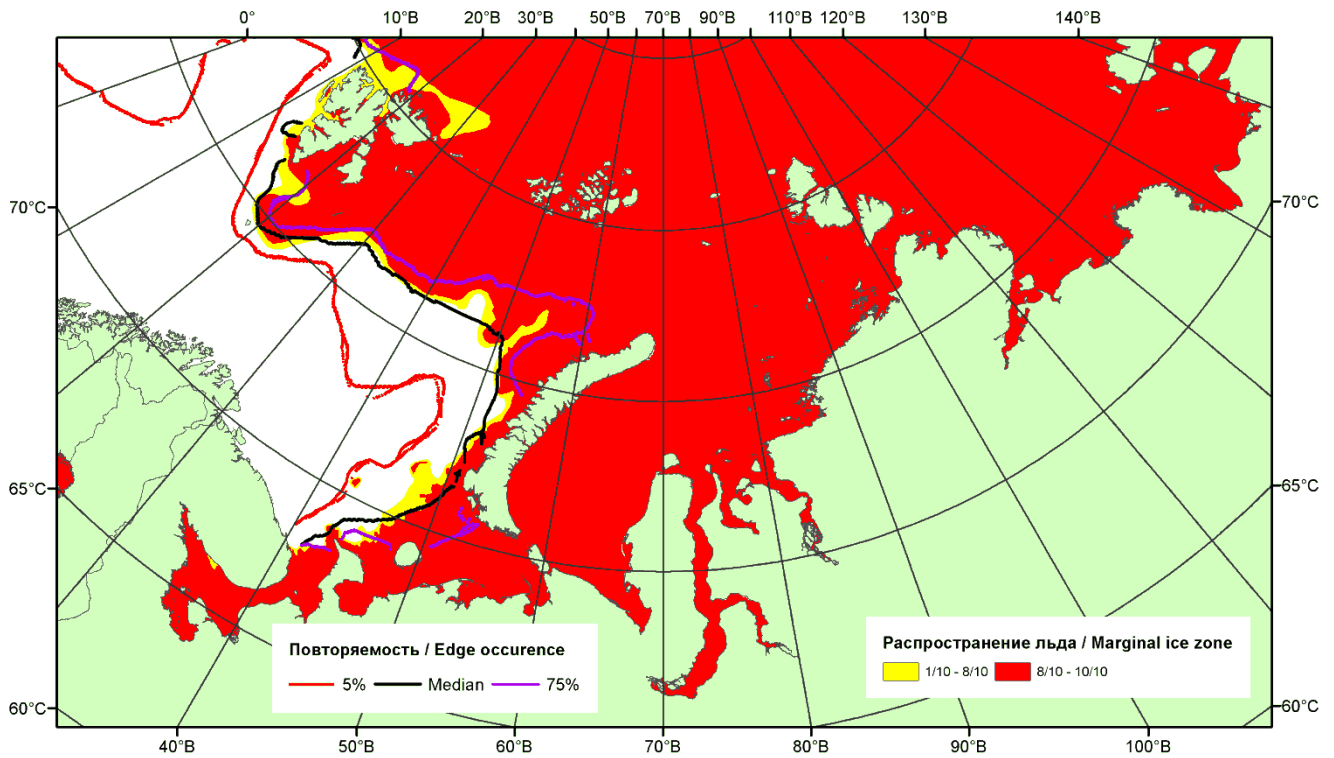 0° 10°В 20°В 30°В 50°В 70°В 90°В 110°В 120°В 130°В 140°В
70°С 70°С
65°С 65°С
60°С 60°С
Повторяемость / Edge occurence
5% Median 75%
Распространение льда / Marginal ice zone
1/10 - 8/10 8/10 - 10/10
40°В 50°В 60°В 70°В 80°В 90°В 100°В